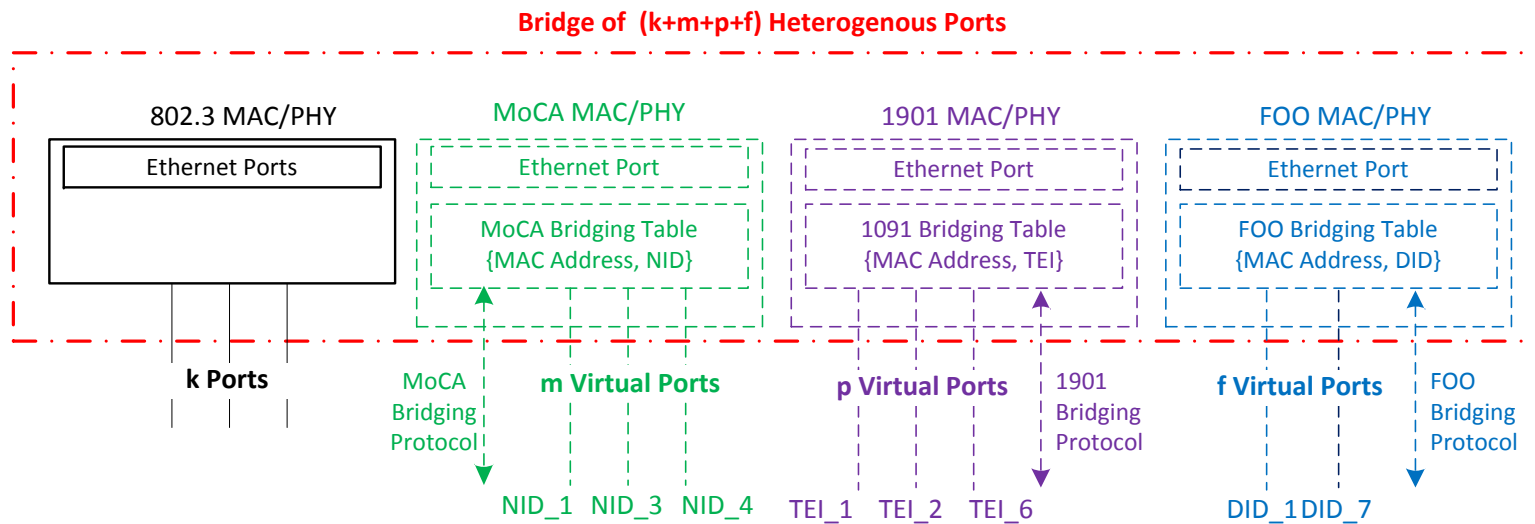 Bridge of (k+m+p+f) Heterogenous Ports
802.3 MAC/PHY
Ethernet Ports
k Ports
MoCA MAC/PHY
Ethernet Port
MoCA Bridging Table
{MAC Address, NID}
MoCA
Bridging
Protocol
m Virtual Ports
NID_1
NID_3
NID_4
1901 MAC/PHY
Ethernet Port
1091 Bridging Table
{MAC Address, TEI}
p Virtual Ports
1901
Bridging
Protocol
TEI_1
TEI_2
TEI_6
FOO MAC/PHY
Ethernet Port
FOO Bridging Table
{MAC Address, DID}
f Virtual Ports
FOO
Bridging
Protocol
DID_1
DID_7